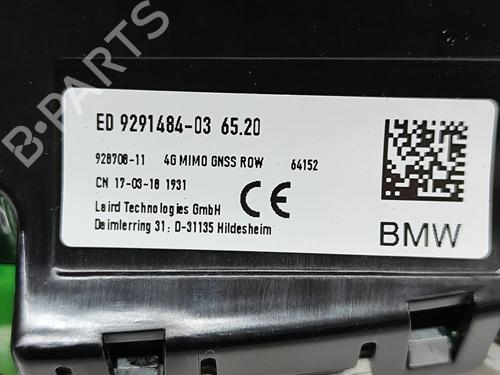 B-PARTS
ED 9291484-03 65.20
928708-11 4G MIMO GNSS ROW 64152
CN 17-03-18 1931
CE
Laird Technologies GmbH
Daimlerring 31; D-31135 Hildesheim
BMW